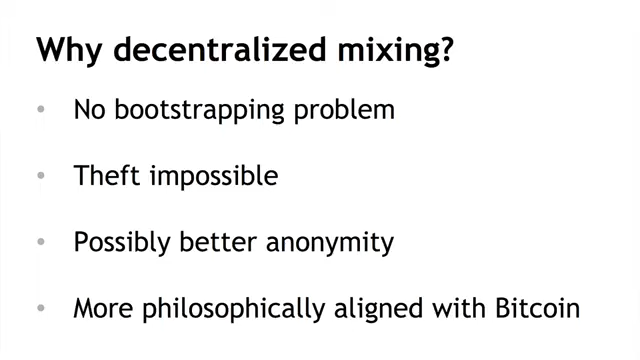 Why decentralized mixing?
• No bootstrapping problem
• Theft impossible
• Possibly better anonymity
• More philosophically aligned with Bitcoin